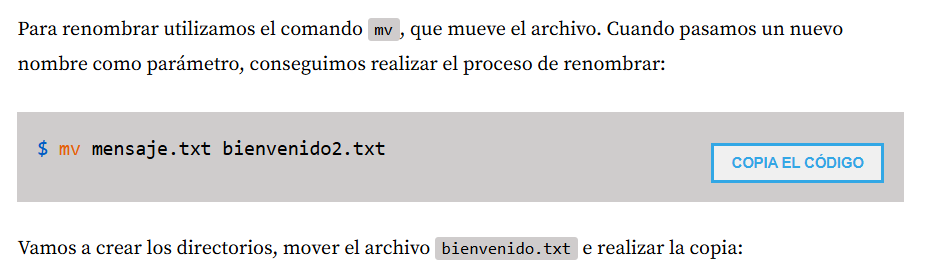 Para renombrar utilizamos el comando mv, que mueve el archivo. Cuando pasamos un nuevo
nombre como parámetro, conseguimos realizar el proceso de renombrar:
$ mv mensaje.txt bienvenido2.txt
COPIA EL CÓDIGO
Vamos a crear los directorios, mover el archivo bienvenido.txt e realizar la copia: